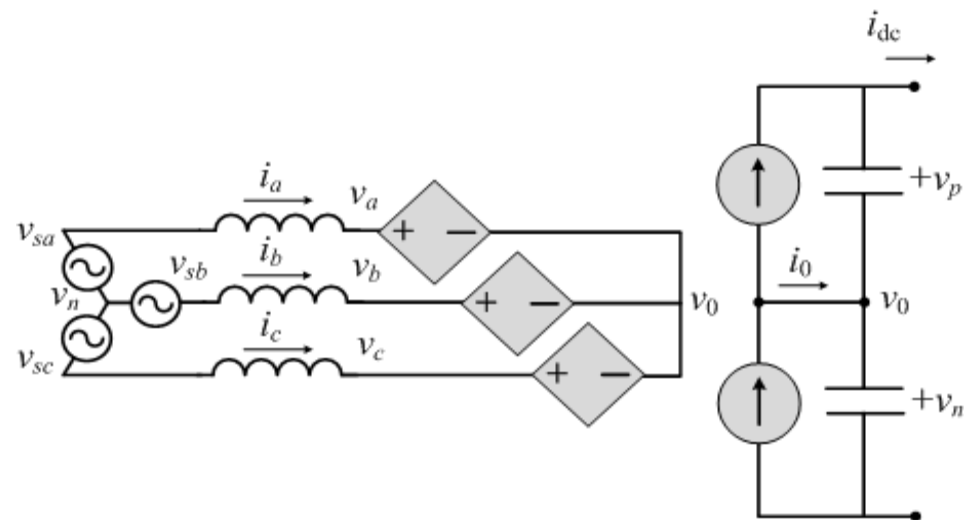 i_dc
i_a
v_a
+ −
+v_p
v_sa
i_b
v_sb
v_b
i_0
v_n
+ −
v_0
v_0
i_c
v_c
v_sc
+ −
+v_n